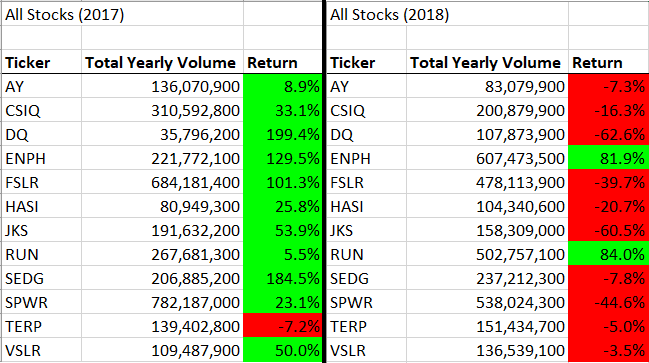 All Stocks (2017)
Ticker Total Yearly Volume Return
AY 136,070,900 8.9%
CSIQ 310,592,800 33.1%
DQ 35,796,200 199.4%
ENPH 221,772,100 129.5%
FSLR 684,181,400 101.3%
HASI 80,949,300 25.8%
JKS 191,632,200 53.9%
RUN 267,681,300 5.5%
SEDG 206,885,200 184.5%
SPWR 782,187,000 23.1%
TERP 139,402,800 -7.2%
VSLR 109,487,900 50.0%
All Stocks (2018)
Ticker Total Yearly Volume Return
AY 83,079,900 -7.3%
CSIQ 200,879,900 -16.3%
DQ 107,873,900 -62.6%
ENPH 607,473,500 81.9%
FSLR 478,113,900 -39.7%
HASI 104,340,600 -20.7%
JKS 158,309,000 -60.5%
RUN 502,757,100 84.0%
SEDG 237,212,300 -7.8%
SPWR 538,024,300 -44.6%
TERP 151,434,700 -5.0%
VSLR 136,539,100 -3.5%